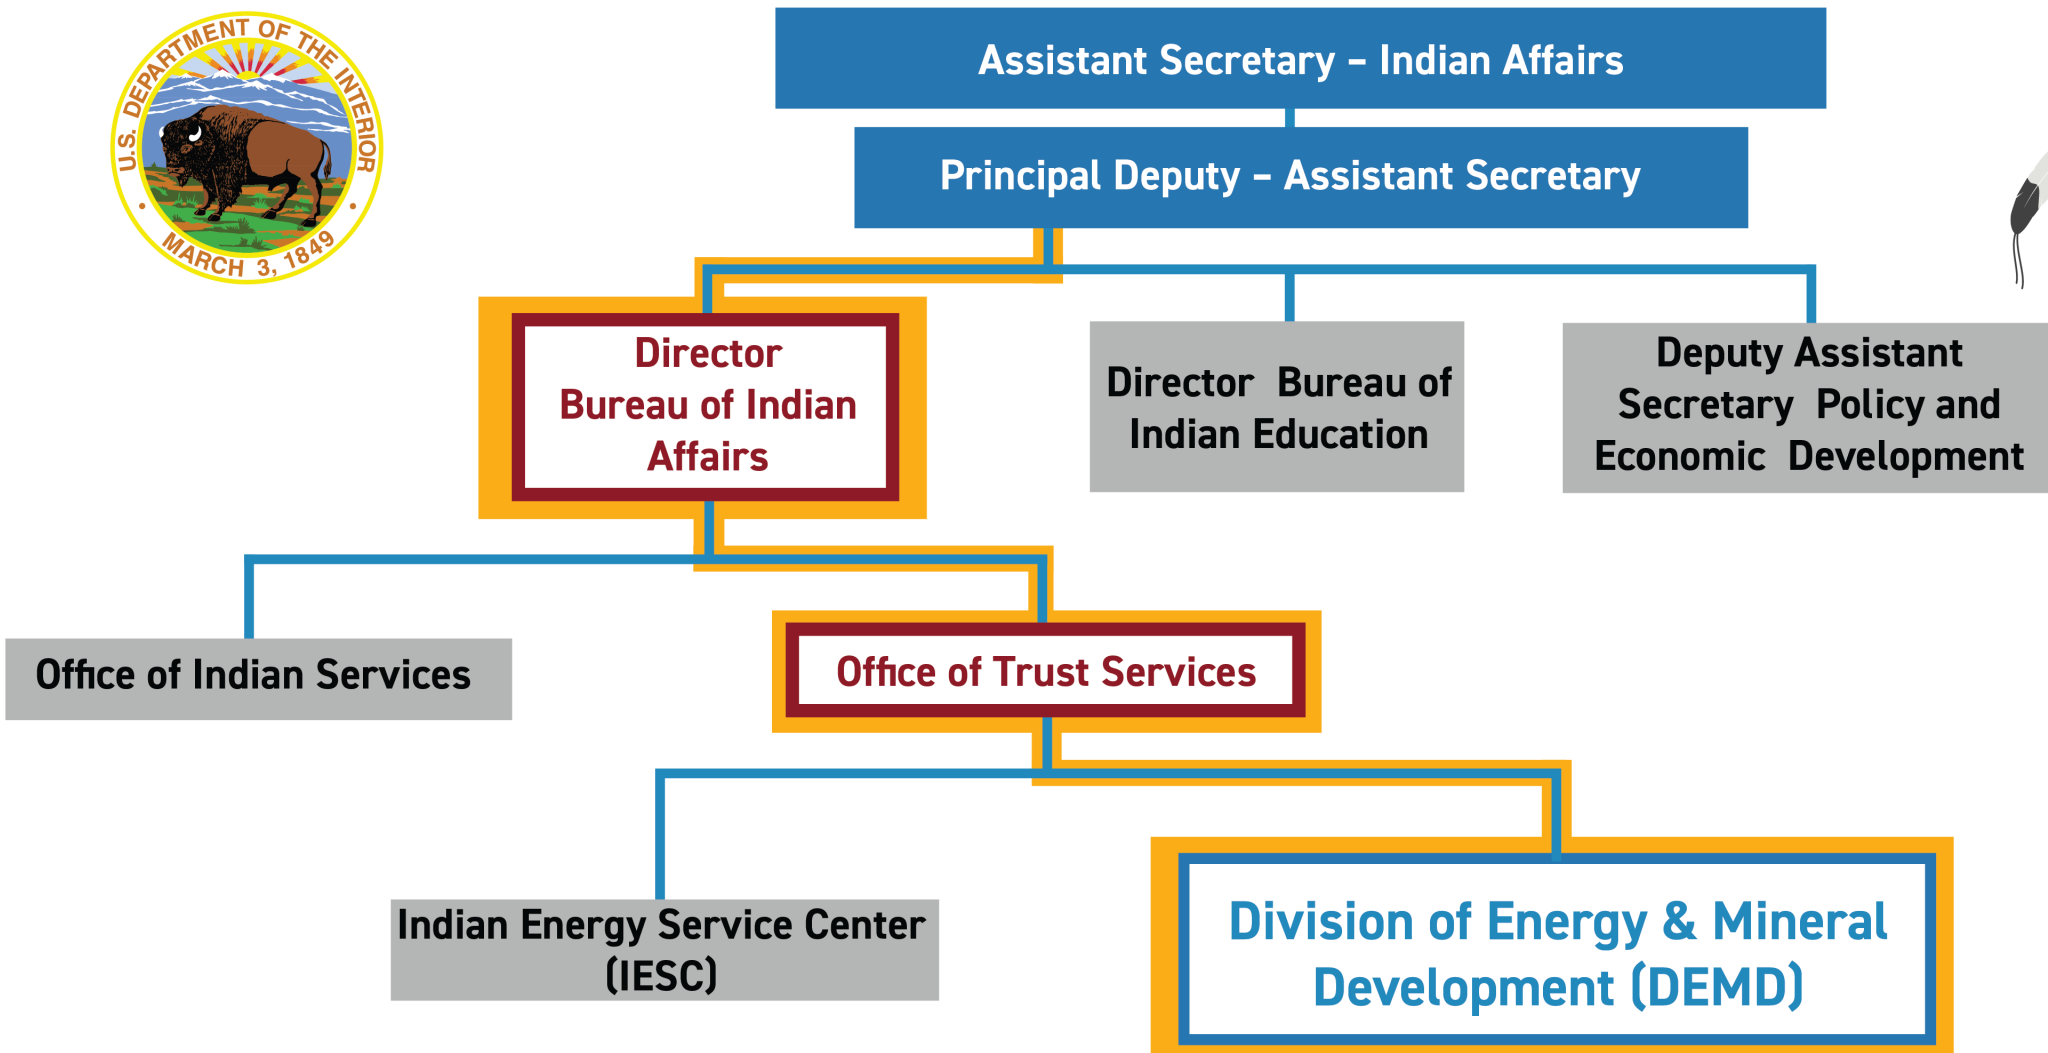 U.S. DEPARTMENT OF THE INTERIOR
MARCH 3, 1849
Assistant Secretary – Indian Affairs
Principal Deputy – Assistant Secretary
Director
Bureau of Indian
Affairs
Director Bureau of
Indian Education
Deputy Assistant
Secretary Policy and
Economic Development
Office of Indian Services
Office of Trust Services
Indian Energy Service Center
(IESC)
Division of Energy & Mineral
Development (DEMD)